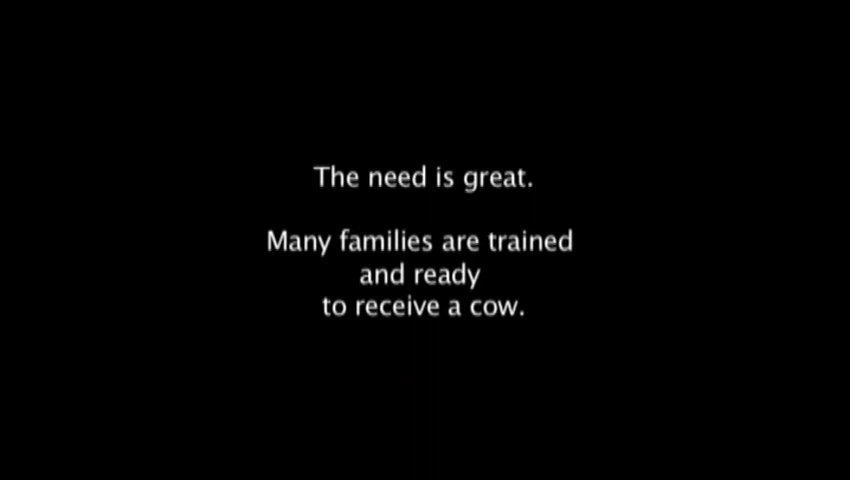 The need is great.
Many families are trained
and ready
to receive a cow.